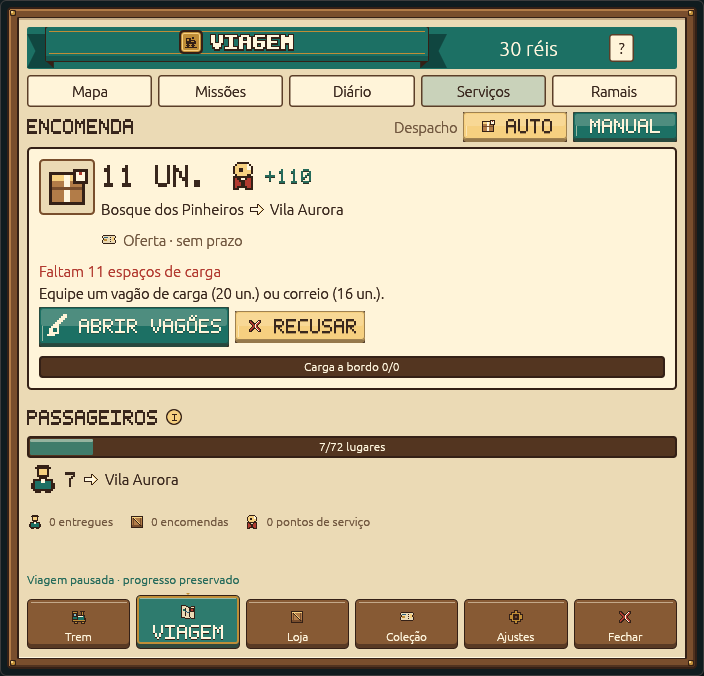 VIAGEM
30 réis
?
Mapa
Missões
Diário
Serviços
Ramais
ENCOMENDA
Despacho
AUTO
MANUAL
11 UN.
+110
Bosque dos Pinheiros ⇨ Vila Aurora
Oferta · sem prazo
Faltam 11 espaços de carga
Equipe um vagão de carga (20 un.) ou correio (16 un.).
ABRIR VAGÕES
RECUSAR
Carga a bordo 0/0
PASSAGEIROS
I
7/72 lugares
7 ⇨ Vila Aurora
0 entregues
0 encomendas
0 pontos de serviço
Viagem pausada · progresso preservado
Trem
VIAGEM
Loja
Coleção
Ajustes
Fechar